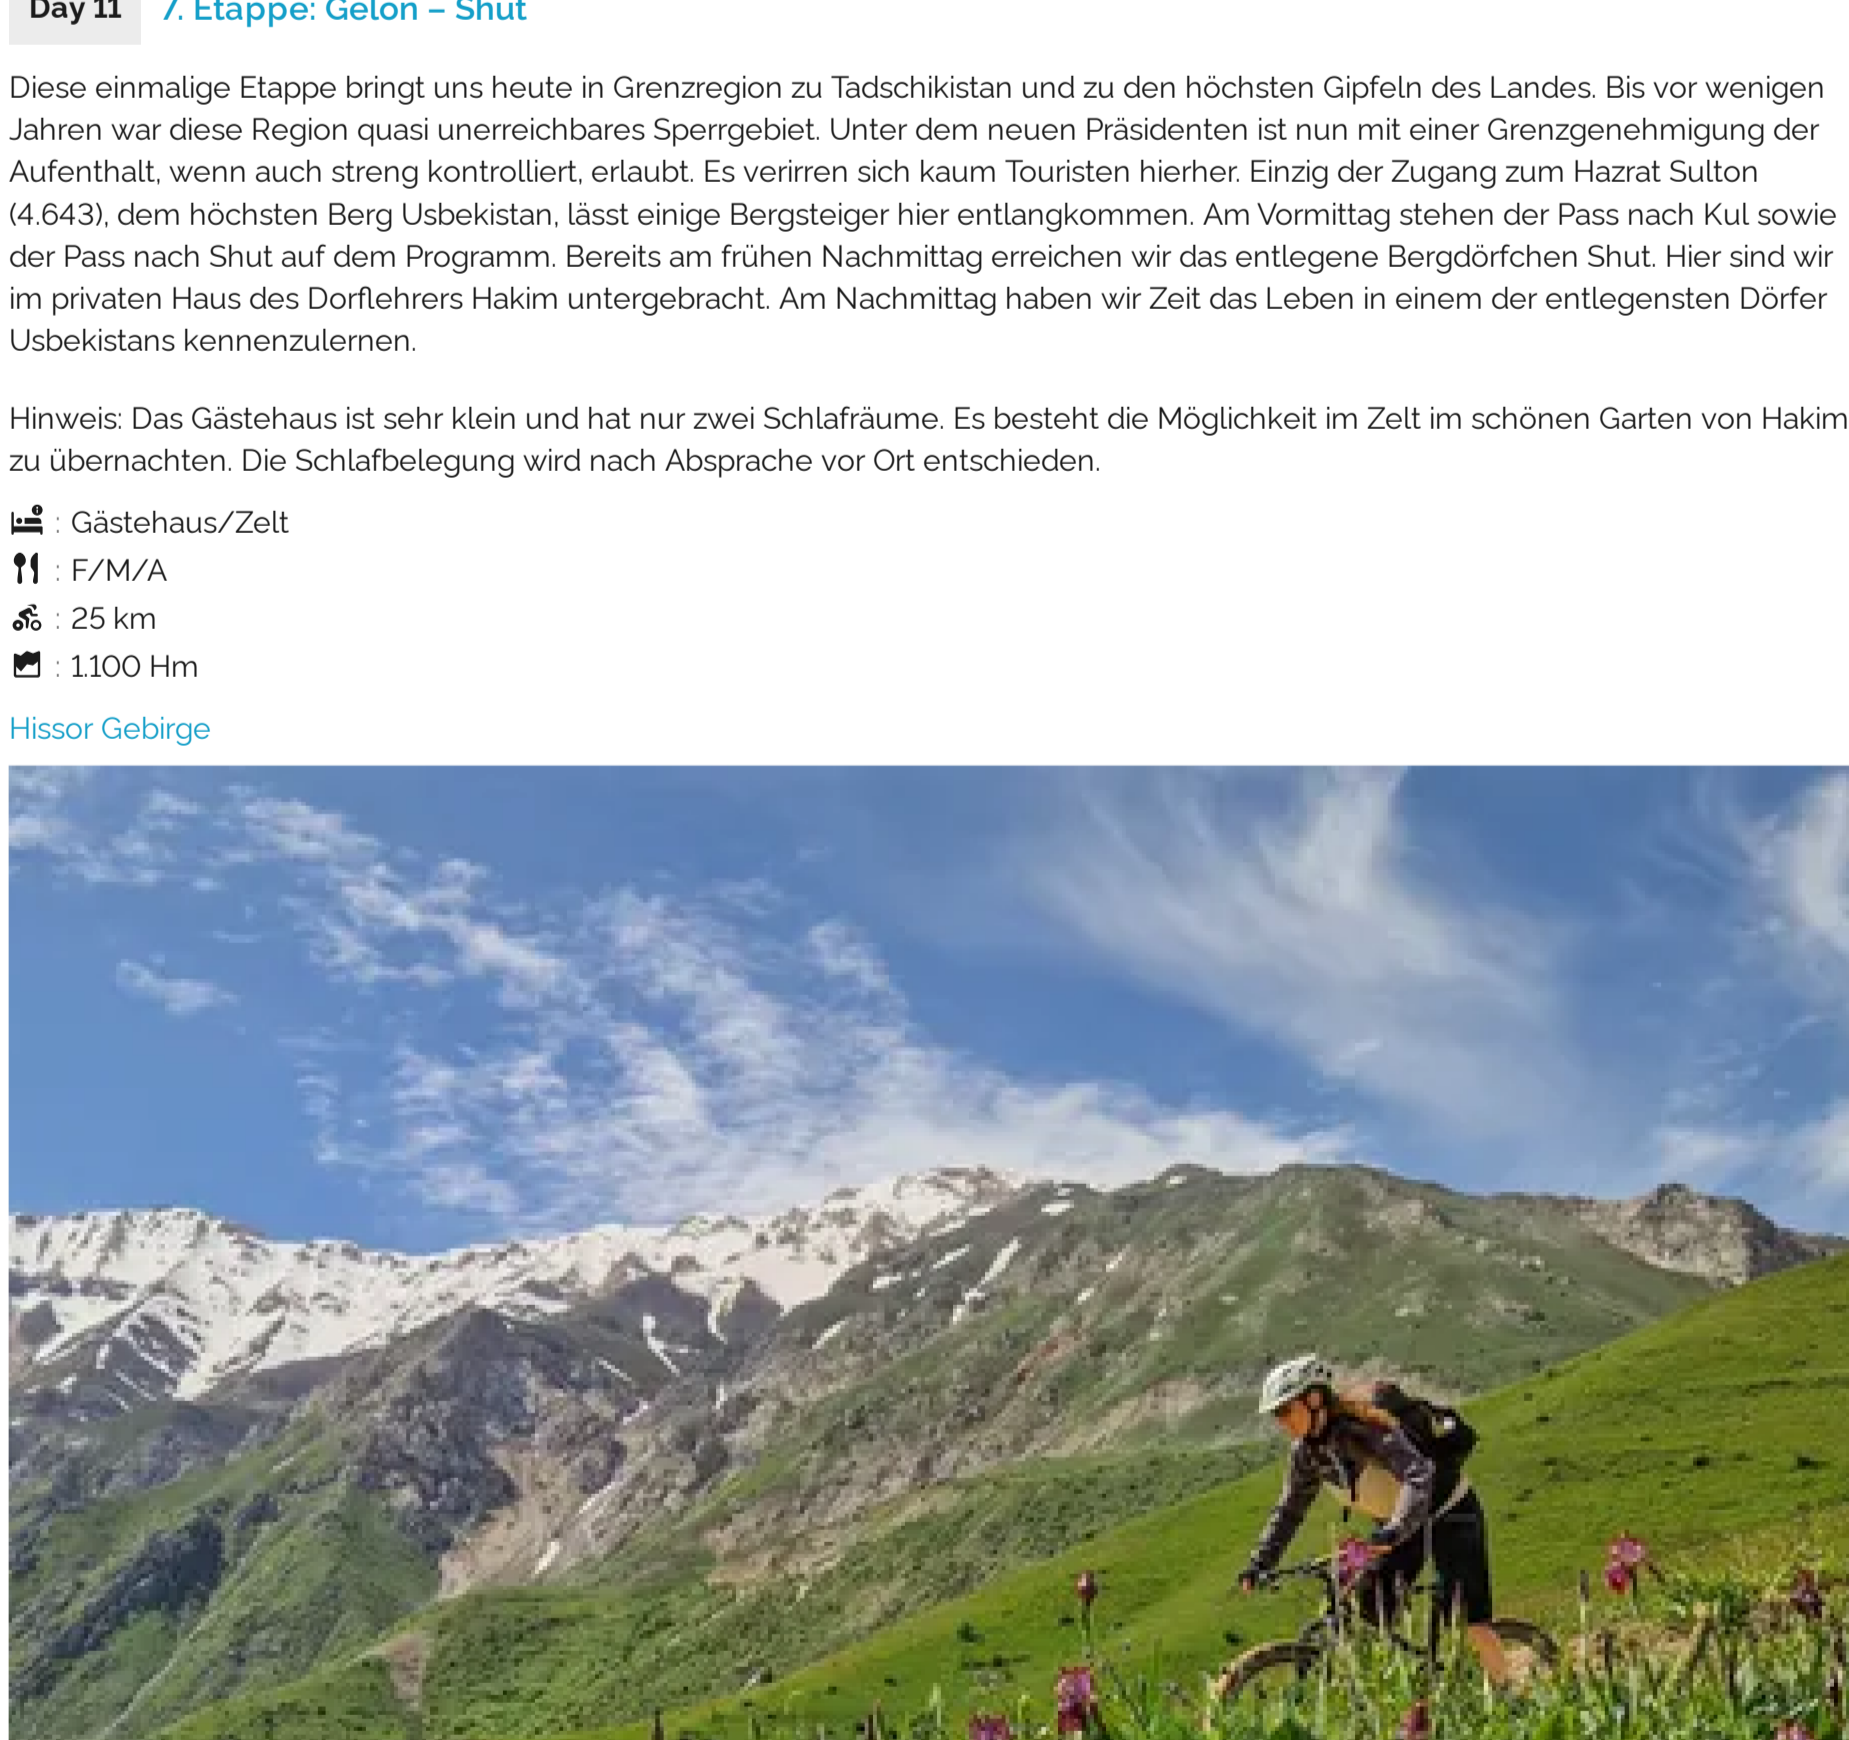 Day 11 7. Etappe: Gelon – Shut
Diese einmalige Etappe bringt uns heute in Grenzregion zu Tadschikistan und zu den höchsten Gipfeln des Landes. Bis vor wenigen
Jahren war diese Region quasi unerreichbares Sperrgebiet. Unter dem neuen Präsidenten ist nun mit einer Grenzgenehmigung der
Aufenthalt, wenn auch streng kontrolliert, erlaubt. Es verirren sich kaum Touristen hierher. Einzig der Zugang zum Hazrat Sulton
(4.643), dem höchsten Berg Usbekistan, lässt einige Bergsteiger hier entlangkommen. Am Vormittag stehen der Pass nach Kul sowie
der Pass nach Shut auf dem Programm. Bereits am frühen Nachmittag erreichen wir das entlegene Bergdörfchen Shut. Hier sind wir
im privaten Haus des Dorflehrers Hakim untergebracht. Am Nachmittag haben wir Zeit das Leben in einem der entlegensten Dörfer
Usbekistans kennenzulernen.
Hinweis: Das Gästehaus ist sehr klein und hat nur zwei Schlafräume. Es besteht die Möglichkeit im Zelt im schönen Garten von Hakim
zu übernachten. Die Schlafbelegung wird nach Absprache vor Ort entschieden.
: Gästehaus/Zelt
: F/M/A
: 25 km
: 1.100 Hm
Hissor Gebirge